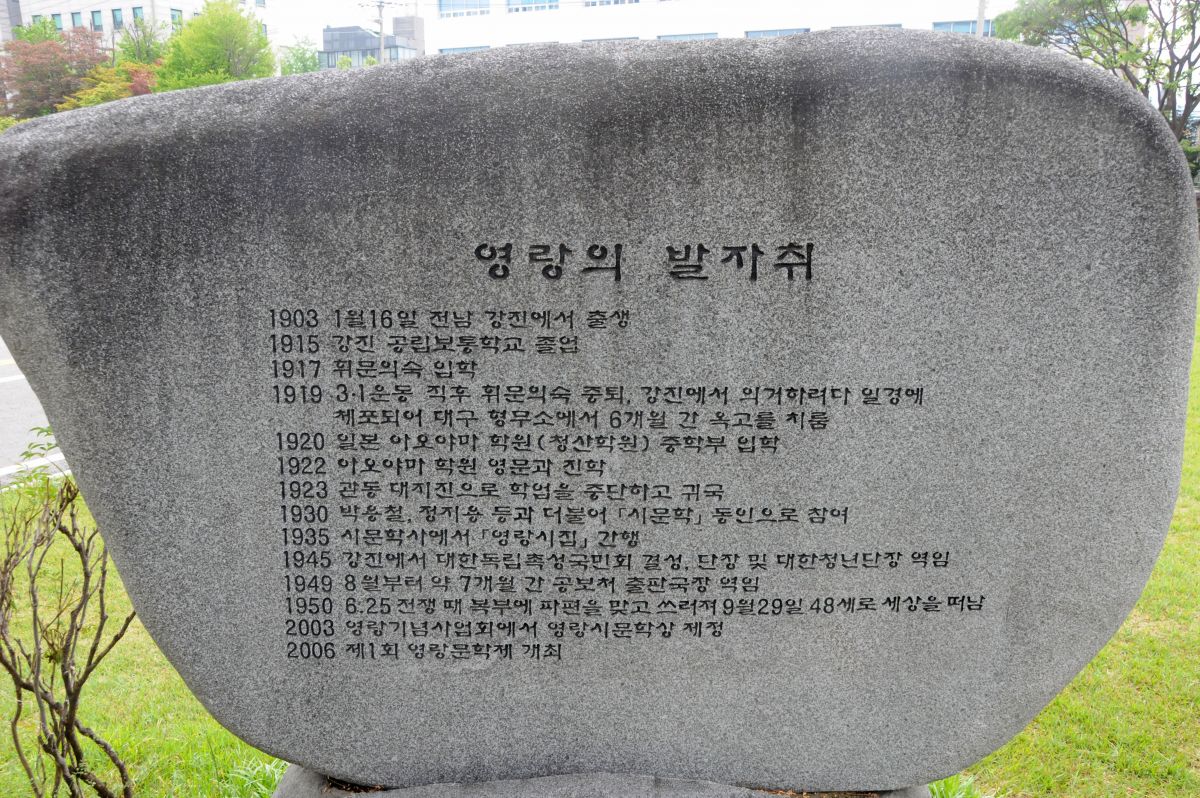 영랑의 발자취
1903 1월16일 전남 강진에서 출생
1915 강진 공립보통학교 졸업
1917 휘문의숙 입학
1919 3·1운동 직후 휘문의숙 중퇴, 강진에서 의거하려다 일경에
체포되어 대구 형무소에서 6개월 간 옥고를 치룸
1920 일본 아오야마 학원(청산학원) 중학부 입학
1922 아오야마 학원 영문과 진학
1923 관동 대지진으로 학업을 중단하고 귀국
1930 박용철, 정지용 등과 더불어 「시문학」 동인으로 참여
1935 시문학사에서 「영랑시집」 간행
1945 강진에서 대한독립촉성국민회 결성, 단장 및 대한청년단장 역임
1949 8월부터 약 7개월 간 공보처 출판국장 역임
1950 6.25 전쟁 때 복부에 파편을 맞고 쓰러져 9월29일 48세로 세상을 떠남
2003 영랑기념사업회에서 영랑시문학상 제정
2006 제1회 영랑문학제 개최